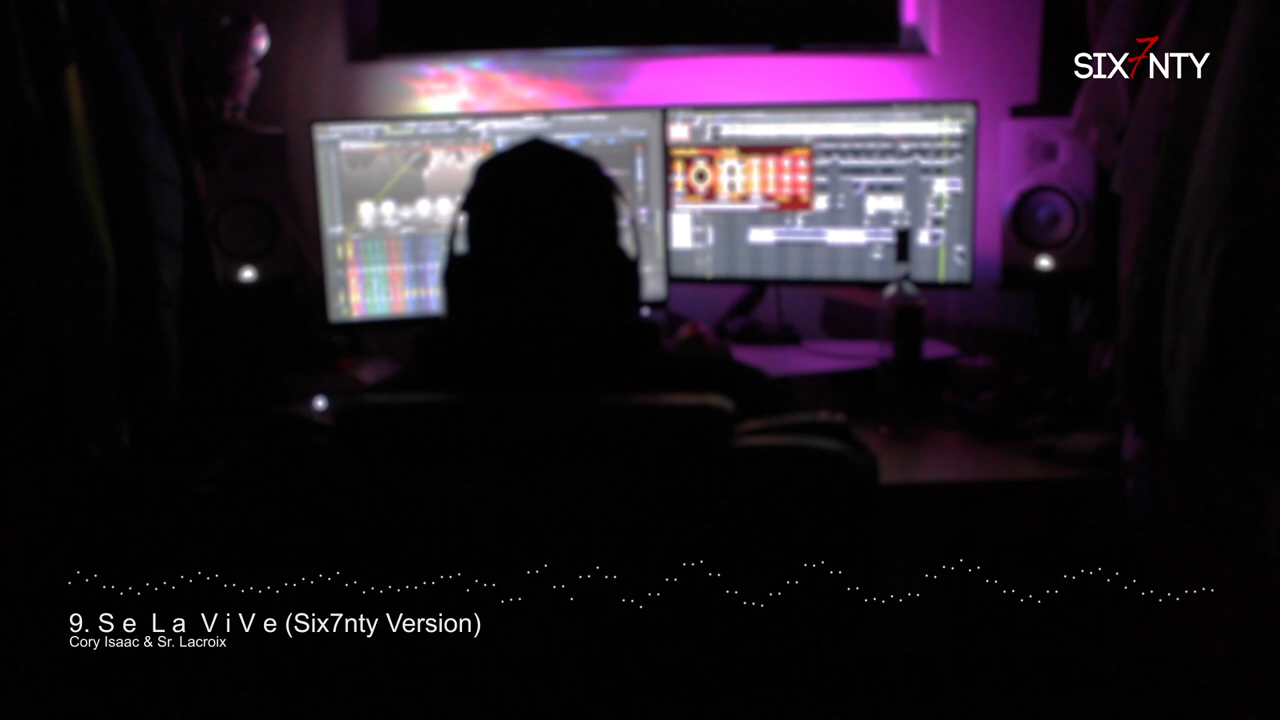 SIX7NTY
9. S e  L a  V i V e (Six7nty Version)
Cory Isaac & Sr. Lacroix